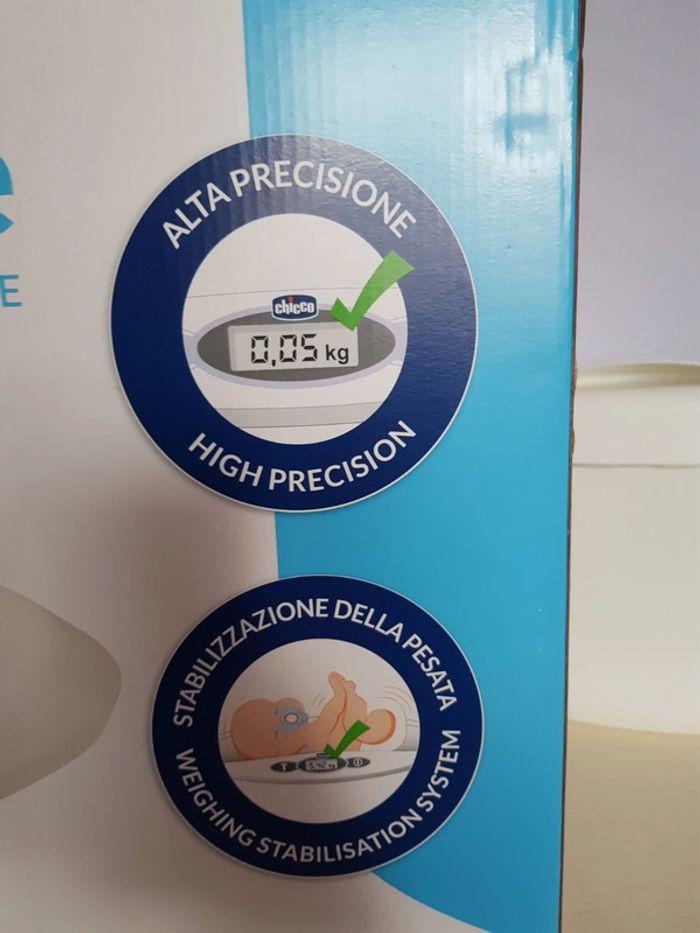 E
ALTA PRECISIONE
chicco
0,05 kg
HIGH PRECISION
STABILIZZAZIONE DELLA PESATA
T
WEIGHING STABILISATION SYSTEM